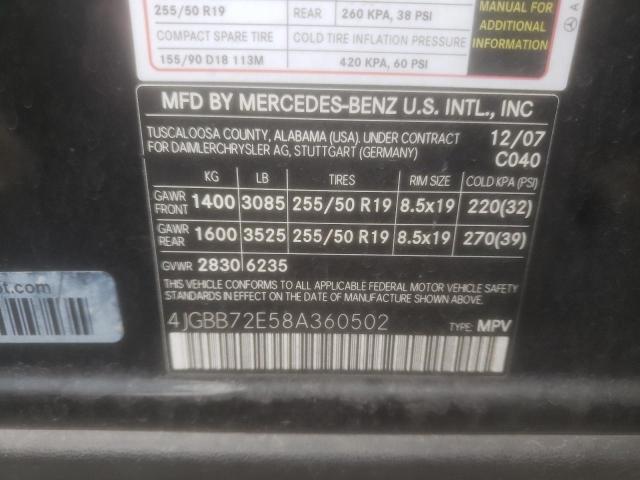 255/50 R19 REAR 260 KPA, 38 PSI
MANUAL FOR
ADDITIONAL
INFORMATION
COMPACT SPARE TIRE COLD TIRE INFLATION PRESSURE
155/90 D18 113M 420 KPA, 60 PSI
A
MFD BY MERCEDES-BENZ U.S. INTL., INC
TUSCALOOSA COUNTY, ALABAMA (USA). UNDER CONTRACT 12/07
FOR DAIMLERCHRYSLER AG, STUTTGART (GERMANY) C040
KG LB TIRES RIM SIZE COLD KPA (PSI)
GAWR FRONT 1400 3085 255/50 R19 8.5x19 220(32)
GAWR REAR 1600 3525 255/50 R19 8.5x19 270(39)
GVWR 2830 6235
THIS VEHICLE CONFORMS TO ALL APPLICABLE FEDERAL MOTOR VEHICLE SAFETY
STANDARDS IN EFFECT ON THE DATE OF MANUFACTURE SHOWN ABOVE.
4JGBB72E58A360502 TYPE: MPV
t.com